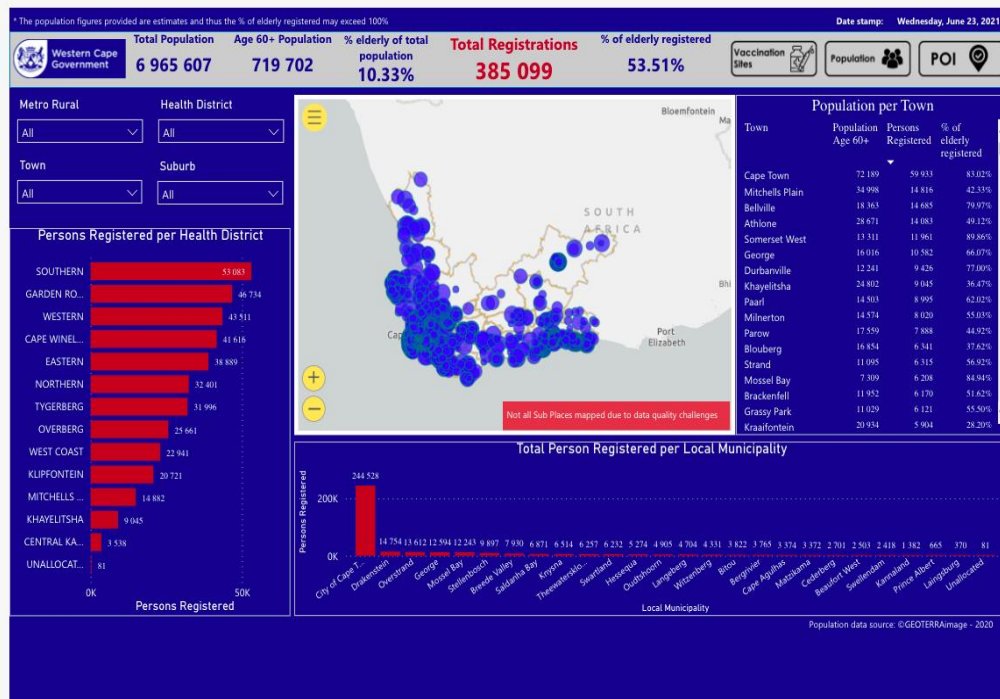 * The population figures provided are estimates and thus the % of elderly registered may exceed 100%
Date stamp: Wednesday, June 23, 2021
Western Cape
Government
Total Population
6 965 607
Age 60+ Population
719 702
% elderly of total
population
10.33%
Total Registrations
385 099
% of elderly registered
53.51%
Vaccination
Sites
Population
POI
Metro Rural
All
Health District
All
Town
All
Suburb
All
Persons Registered per Health District
SOUTHERN 53 083
GARDEN RO... 46 734
WESTERN 43 511
CAPE WINEL... 41 616
EASTERN 38 889
NORTHERN 32 401
TYGERBERG 31 996
OVERBERG 25 661
WEST COAST 22 941
KLIPFONTEIN 20 721
MITCHELLS ... 14 882
KHAYELITSHA 9 045
CENTRAL KA... 3 538
UNALLOCAT... 81
0K 50K
Persons Registered
Bloemfontein
Ma
SOUTH
AFRICA
Bhi
Cap
Port
Elizabeth
+
−
Not all Sub Places mapped due to data quality challenges
Population per Town
Town Population Age 60+ Persons Registered % of elderly registered
Cape Town 72 189 59 933 83.02%
Mitchells Plain 34 998 14 816 42.33%
Bellville 18 363 14 685 79.97%
Athlone 28 671 14 083 49.12%
Somerset West 13 311 11 961 89.86%
George 16 016 10 582 66.07%
Durbanville 12 241 9 426 77.00%
Khayelitsha 24 802 9 045 36.47%
Paarl 14 503 8 995 62.02%
Milnerton 14 574 8 020 55.03%
Parow 17 559 7 888 44.92%
Blouberg 16 854 6 341 37.62%
Strand 11 095 6 315 56.92%
Mossel Bay 7 309 6 208 84.94%
Brackenfell 11 952 6 170 51.62%
Grassy Park 11 029 6 121 55.50%
Kraaifontein 20 934 5 904 28.20%
Total Person Registered per Local Municipality
Persons Registered
200K
0K
244 528 14 754 13 612 12 594 12 243 9 897 7 930 6 871 6 514 6 257 6 232 5 274 4 905 4 704 4 331 3 822 3 765 3 374 3 372 2 701 2 503 2 418 1 382 665 370 81
City of Cape T... Drakenstein Overstrand George Mossel Bay Stellenbosch Breede Valley Saldanha Bay Knysna Theewatersklo... Swartland Hessequa Oudtshoorn Langeberg Witzenberg Bitou Bergrivier Cape Agulhas Matzikama Cederberg Beaufort West Swellendam Kannaland Prince Albert Laingsburg Unallocated
Local Municipality
Population data source: ©GEOTERRAimage - 2020